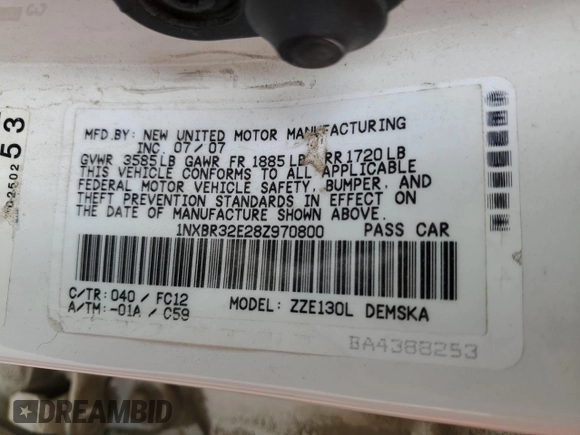 MFD.BY: NEW UNITED MOTOR MANUFACTURING
INC. 07/07
GVWR 3585LB GAWR FR 1885 LB RR 1720 LB
THIS VEHICLE CONFORMS TO ALL APPLICABLE
FEDERAL MOTOR VEHICLE SAFETY, BUMPER, AND
THEFT PREVENTION STANDARDS IN EFFECT ON
THE DATE OF MANUFACTURE SHOWN ABOVE.
1NXBR32E28Z970800 PASS CAR
C/TR: 040 / FC12
A/TM: -01A / C59
MODEL: ZZE130L DEMSKA
BA4388253
53
DREAMBID